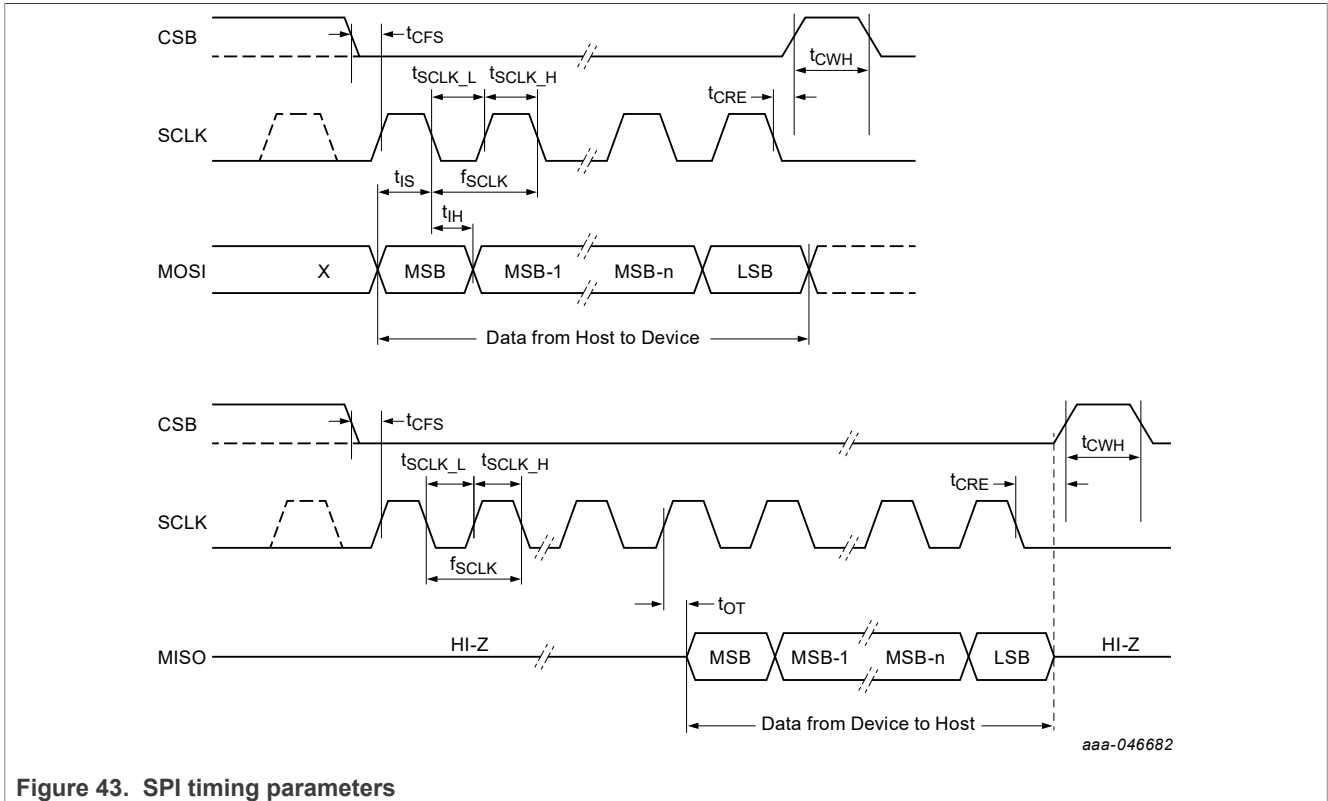 CSB
tCFS
tCWH
tSCLK_L
tSCLK_H
tCRE
SCLK
tIS
fSCLK
tIH
MOSI
X
MSB
MSB-1
MSB-n
LSB
Data from Host to Device
CSB
tCFS
tCWH
tSCLK_L
tSCLK_H
tCRE
SCLK
fSCLK
tOT
MISO
HI-Z
MSB
MSB-1
MSB-n
LSB
HI-Z
Data from Device to Host
aaa-046682
Figure 43. SPI timing parameters